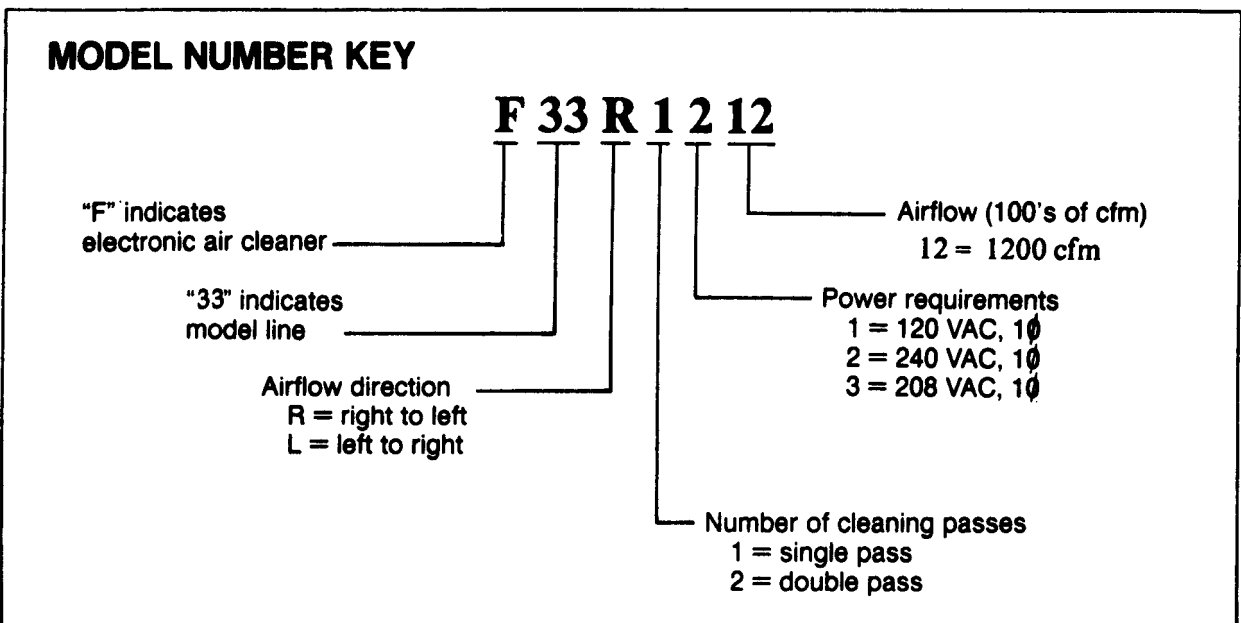 MODEL NUMBER KEY
F 33 R 1 2 12
"F" indicates
electronic air cleaner
"33" indicates
model line
Airflow direction
R = right to left
L = left to right
Airflow (100's of cfm)
12 = 1200 cfm
Power requirements
1 = 120 VAC, 1ϕ
2 = 240 VAC, 1ϕ
3 = 208 VAC, 1ϕ
Number of cleaning passes
1 = single pass
2 = double pass